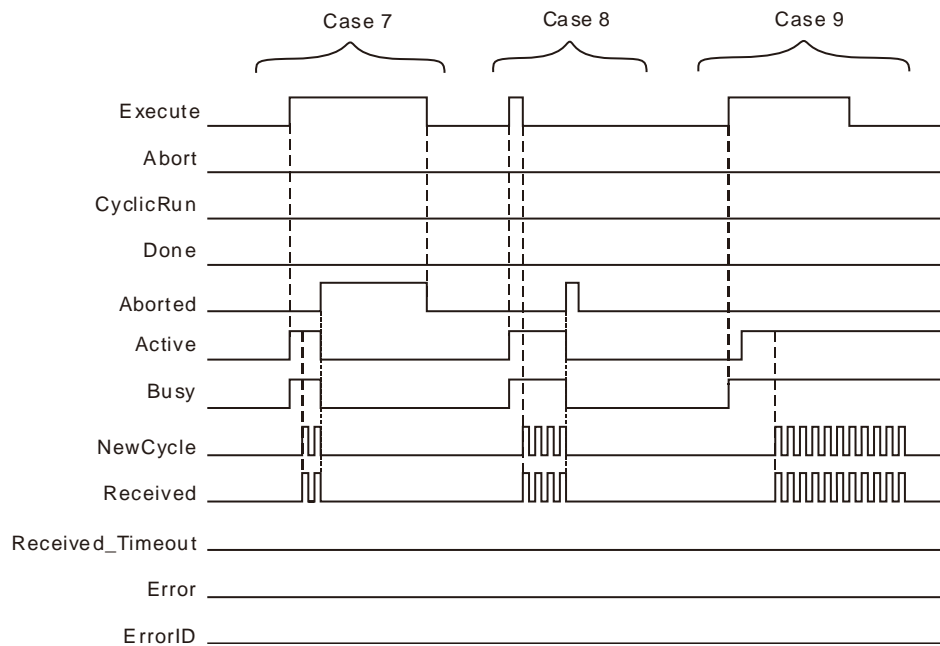 Case 7 Case 8 Case 9
Execute
Abort
CyclicRun
Done
Aborted
Active
Busy
NewCycle
Received
Received_Timeout
Error
ErrorID